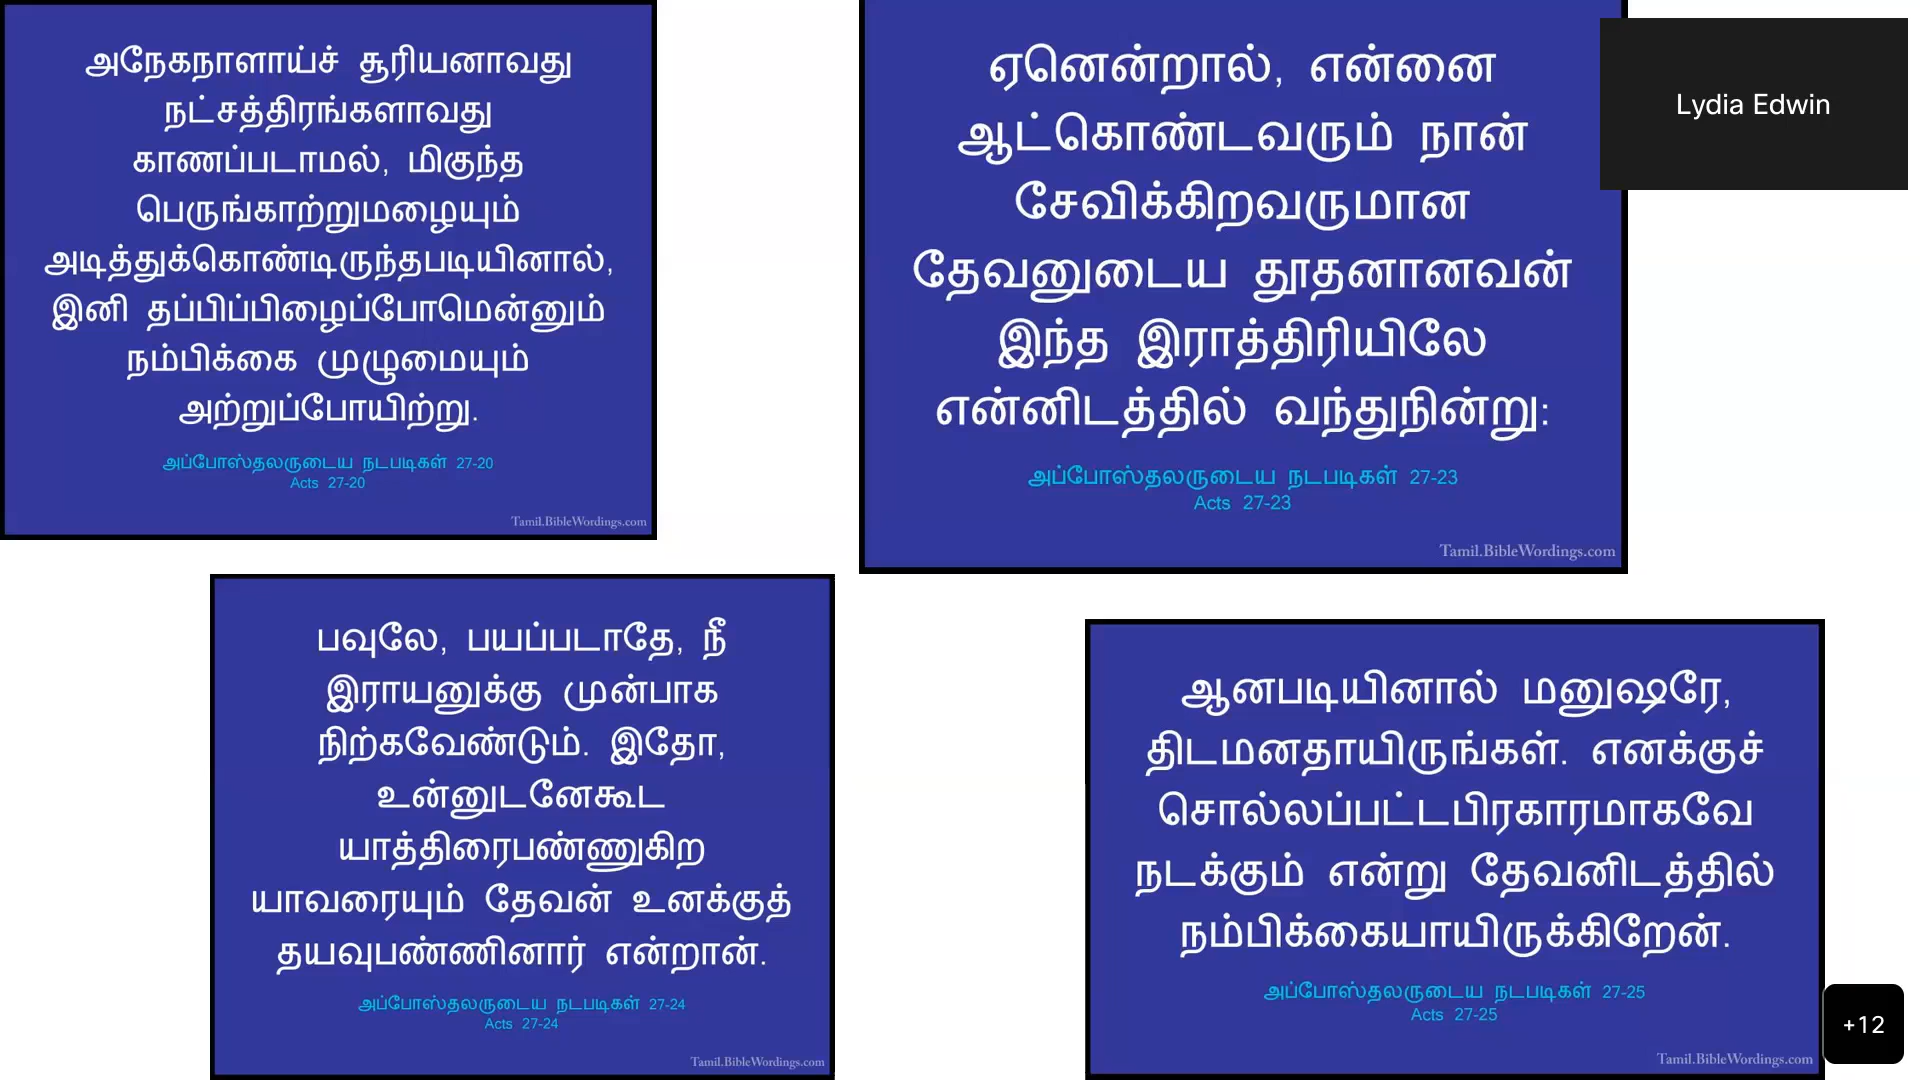 அநேகநாளாய்ச் சூரியனாவது
நட்சத்திரங்களாவது
காணப்படாமல், மிகுந்த
பெருங்காற்றுமழையும்
அடித்துக்கொண்டிருந்தபடியினால்,
இனி தப்பிப்பிழைப்போமென்னும்
நம்பிக்கை முழுமையும்
அற்றுப்போயிற்று.
அப்போஸ்தலருடைய நடபடிகள் 27-20
Acts 27-20
Tamil.BibleWordings.com
ஏனென்றால், என்னை
ஆட்கொண்டவரும் நான்
சேவிக்கிறவருமான
தேவனுடைய தூதனானவன்
இந்த இராத்திரியிலே
என்னிடத்தில் வந்துநின்று:
அப்போஸ்தலருடைய நடபடிகள் 27-23
Acts 27-23
Tamil.BibleWordings.com
Lydia Edwin
பவுலே, பயப்படாதே, நீ
இராயனுக்கு முன்பாக
நிற்கவேண்டும். இதோ,
உன்னுடனேகூட
யாத்திரைபண்ணுகிற
யாவரையும் தேவன் உனக்குத்
தயவுபண்ணினார் என்றான்.
அப்போஸ்தலருடைய நடபடிகள் 27-24
Acts 27-24
Tamil.BibleWordings.com
ஆனபடியினால் மனுஷரே,
திடமனதாயிருங்கள். எனக்குச்
சொல்லப்பட்டபிரகாரமாகவே
நடக்கும் என்று தேவனிடத்தில்
நம்பிக்கையாயிருக்கிறேன்.
அப்போஸ்தலருடைய நடபடிகள் 27-25
Acts 27-25
Tamil.BibleWordings.com
+12